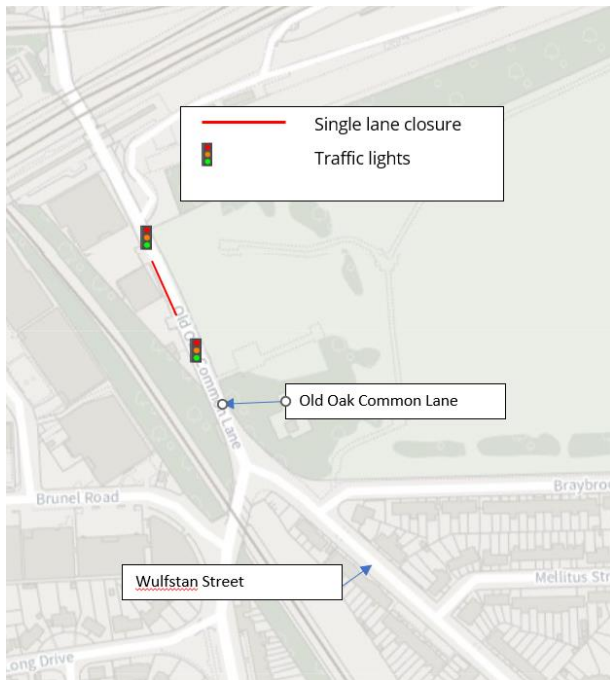 Single lane closure
Traffic lights
Old Oak Common Lane
Old Oak Common Lane
Brunel Road
Wulfstan Street
Mellitus
Long Drive